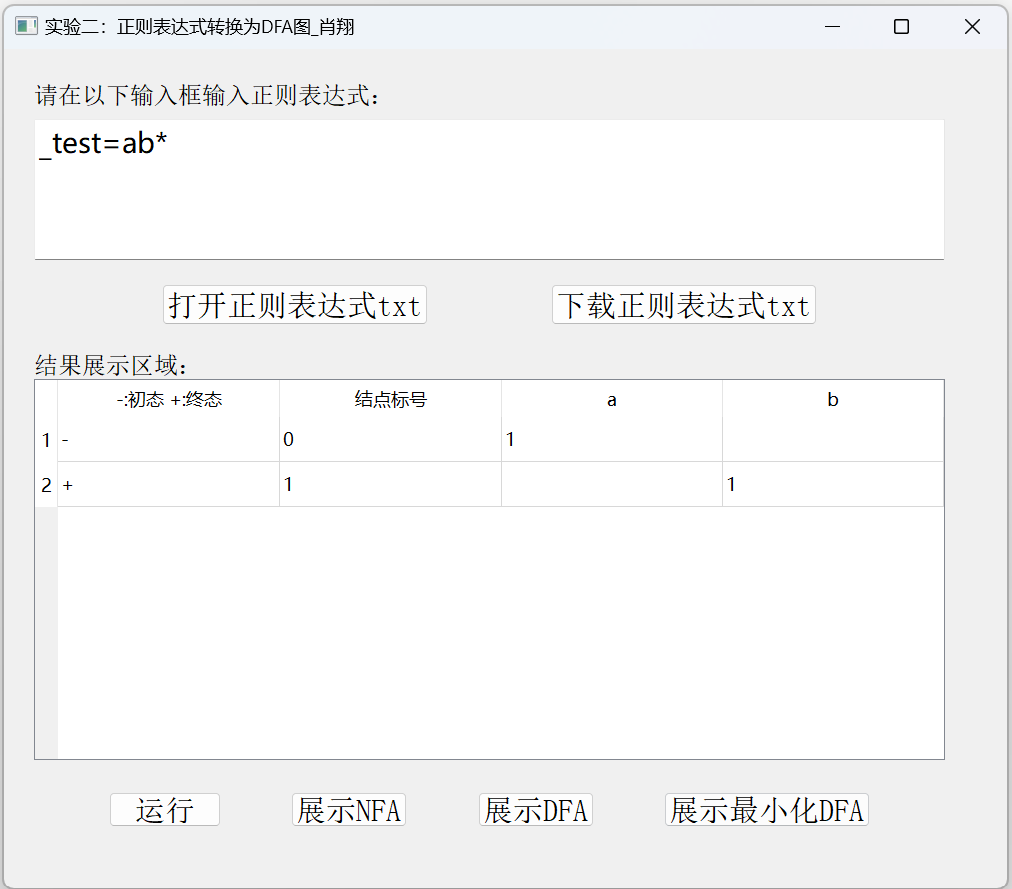 实验二：正则表达式转换为DFA图_肖翔
请在以下输入框输入正则表达式：
_test=ab*
打开正则表达式txt 下载正则表达式txt
结果展示区域：
-:初态 +:终态 结点标号 a b
1 - 0 1
2 + 1 1
运行 展示NFA 展示DFA 展示最小化DFA